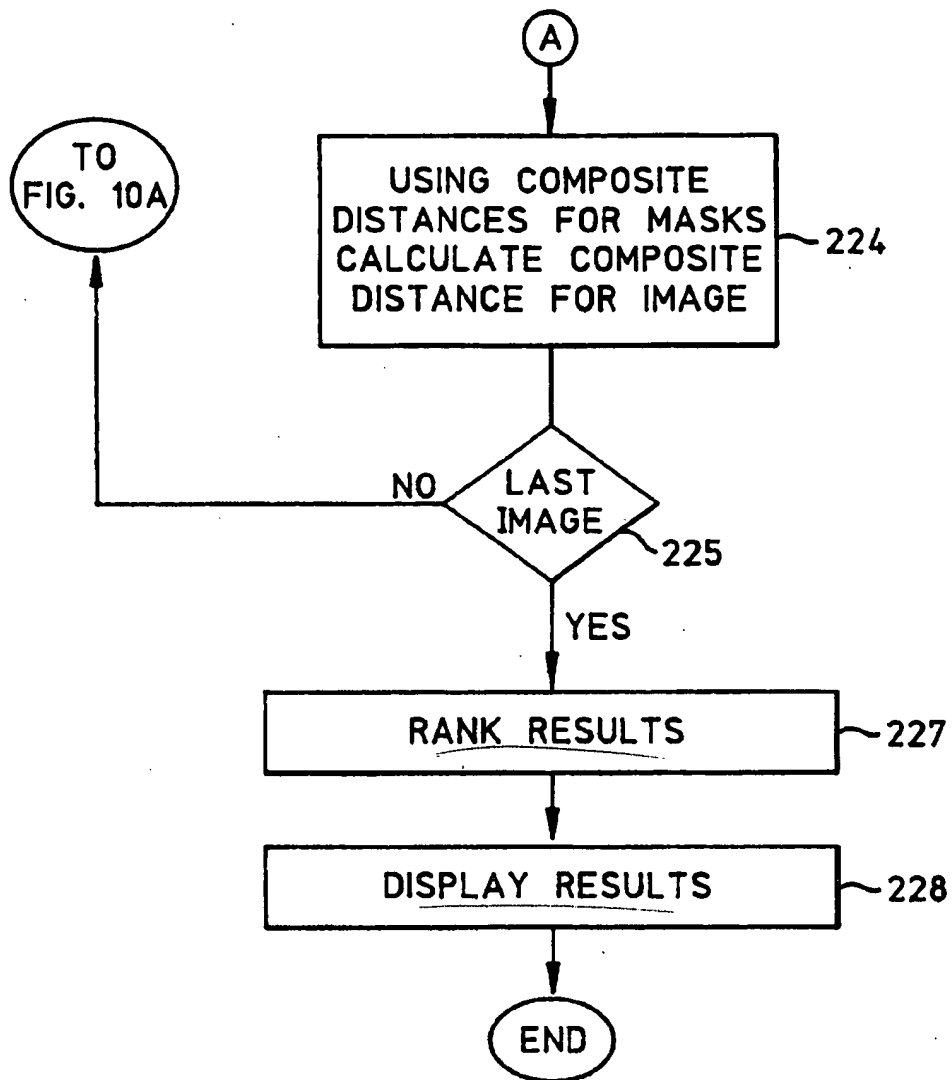 A
TO
FIG. 10A
USING COMPOSITE
DISTANCES FOR MASKS
CALCULATE COMPOSITE
DISTANCE FOR IMAGE
224
NO
LAST
IMAGE
225
YES
RANK RESULTS
227
DISPLAY RESULTS
228
END